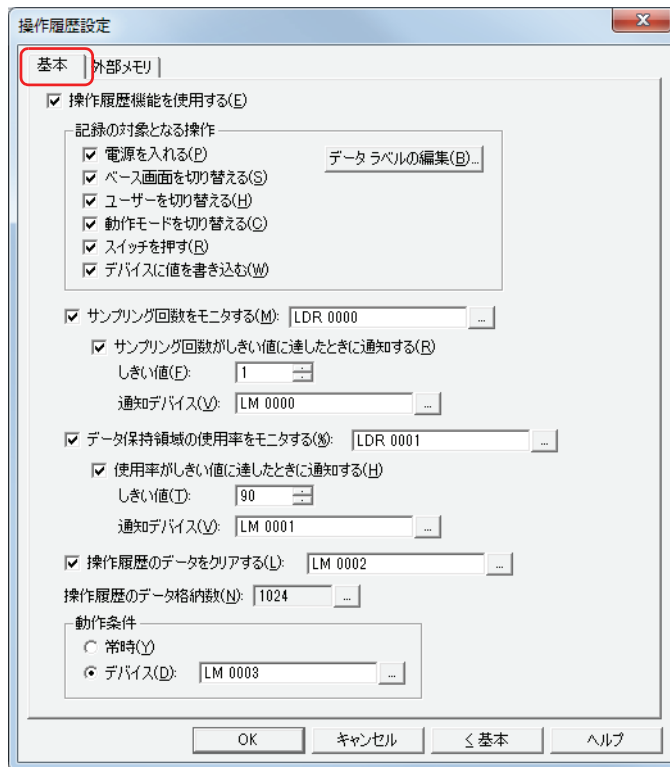 操作履歴設定
基本 外部メモリ
操作履歴機能を使用する(E)
記録の対象となる操作
電源を入れる(P) データ ラベルの編集(B)...
ベース画面を切り替える(S)
ユーザーを切り替える(H)
動作モードを切り替える(C)
スイッチを押す(R)
デバイスに値を書き込む(W)
サンプリング回数をモニタする(M): LDR 0000 ...
サンプリング回数がしきい値に達したときに通知する(R)
しきい値(F): 1
通知デバイス(V): LM 0000 ...
データ保持領域の使用率をモニタする(%): LDR 0001 ...
使用率がしきい値に達したときに通知する(H)
しきい値(T): 90
通知デバイス(V): LM 0001 ...
操作履歴のデータをクリアする(L): LM 0002 ...
操作履歴のデータ格納数(N): 1024 ...
動作条件
常時(Y)
デバイス(D): LM 0003 ...
OK キャンセル < 基本 ヘルプ